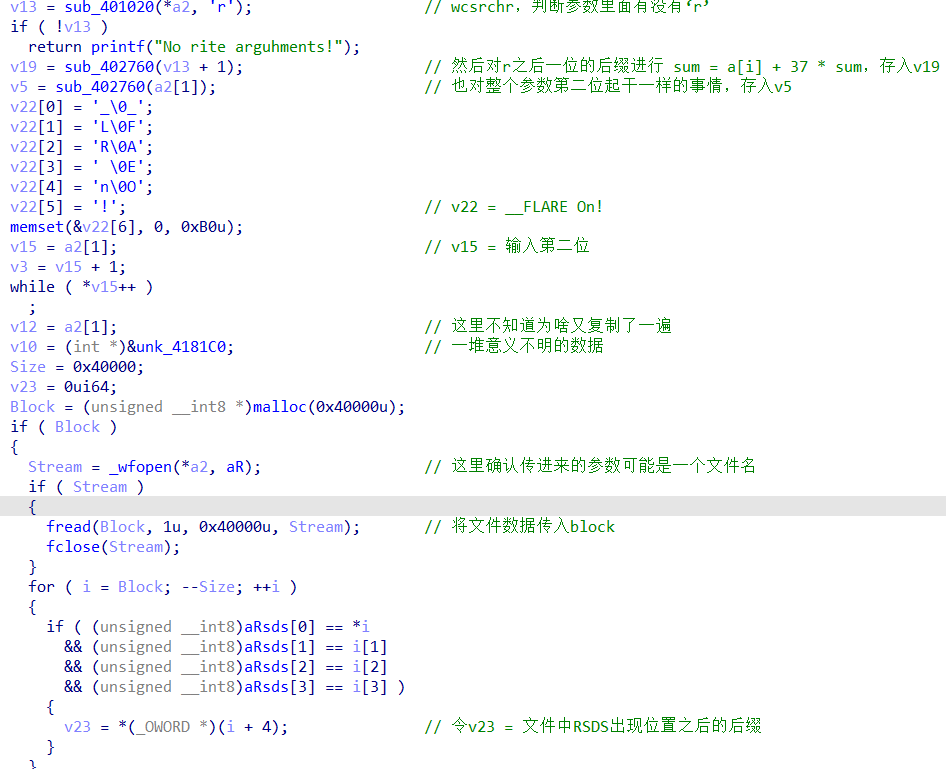 v13 = sub_401020(*a2, 'r'); // wcsrchr，判断参数里面有没有‘r’
if ( !v13 )
return printf("No rite arguhments!");
v19 = sub_402760(v13 + 1); // 然后对r之后一位的后缀进行 sum = a[i] + 37 * sum，存入v19
v5 = sub_402760(a2[1]); // 也对整个参数第二位起干一样的事情，存入v5
v22[0] = '_\0_';
v22[1] = 'L\0F';
v22[2] = 'R\0A';
v22[3] = ' \0E';
v22[4] = 'n\0O';
v22[5] = '!'; // v22 = __FLARE On!
memset(&v22[6], 0, 0xB0u);
v15 = a2[1]; // v15 = 输入第二位
v3 = v15 + 1;
while ( *v15++ )
;
v12 = a2[1]; // 这里不知道为啥又复制了一遍
v10 = (int *)&unk_4181C0; // 一堆意义不明的数据
Size = 0x40000;
v23 = 0ui64;
Block = (unsigned __int8 *)malloc(0x40000u);
if ( Block )
{
Stream = _wfopen(*a2, aR); // 这里确认传进来的参数可能是一个文件名
if ( Stream )
{
fread(Block, 1u, 0x40000u, Stream); // 将文件数据传入block
fclose(Stream);
}
for ( i = Block; --Size; ++i )
{
if ( (unsigned __int8)aRsds[0] == *i
&& (unsigned __int8)aRsds[1] == i[1]
&& (unsigned __int8)aRsds[2] == i[2]
&& (unsigned __int8)aRsds[3] == i[3] )
{
v23 = *(_OWORD *)(i + 4); // 令v23 = 文件中RSDS出现位置之后的后缀
}
}